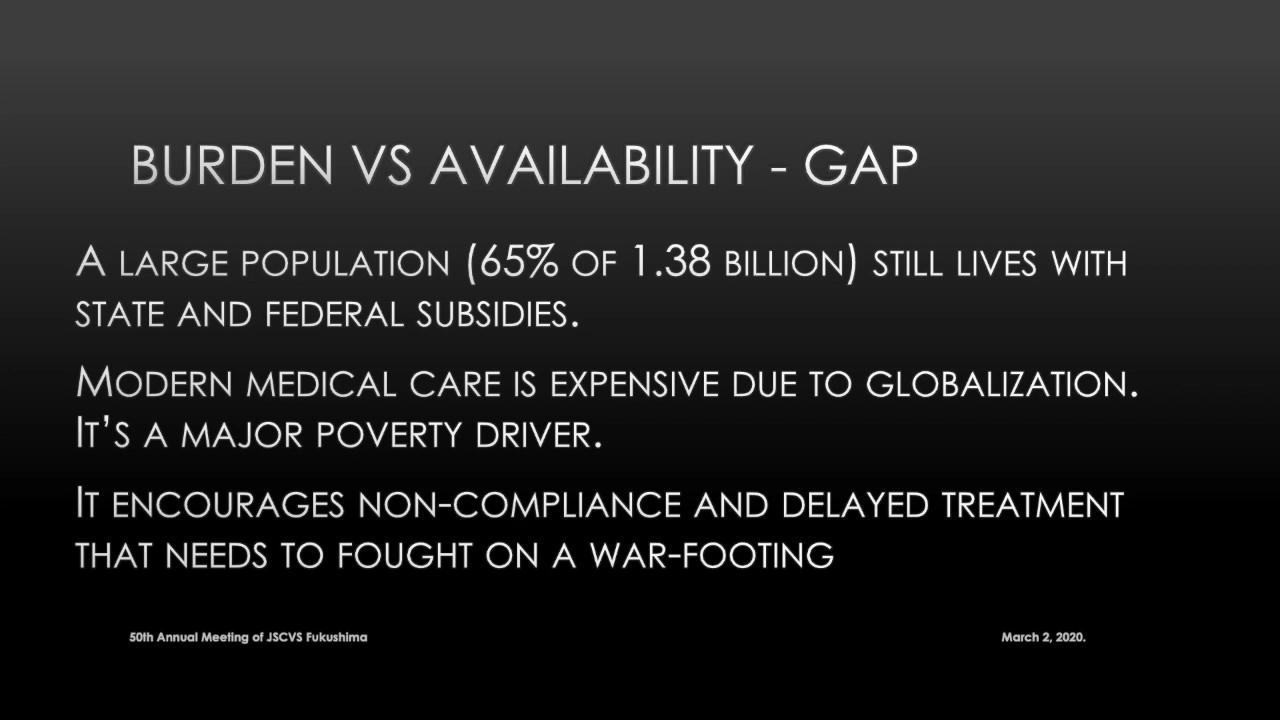 BURDEN VS AVAILABILITY - GAP
A LARGE POPULATION (65% OF 1.38 BILLION) STILL LIVES WITH
STATE AND FEDERAL SUBSIDIES.
MODERN MEDICAL CARE IS EXPENSIVE DUE TO GLOBALIZATION.
IT’S A MAJOR POVERTY DRIVER.
IT ENCOURAGES NON-COMPLIANCE AND DELAYED TREATMENT
THAT NEEDS TO FOUGHT ON A WAR-FOOTING
50th Annual Meeting of JSCVS Fukushima
March 2, 2020.